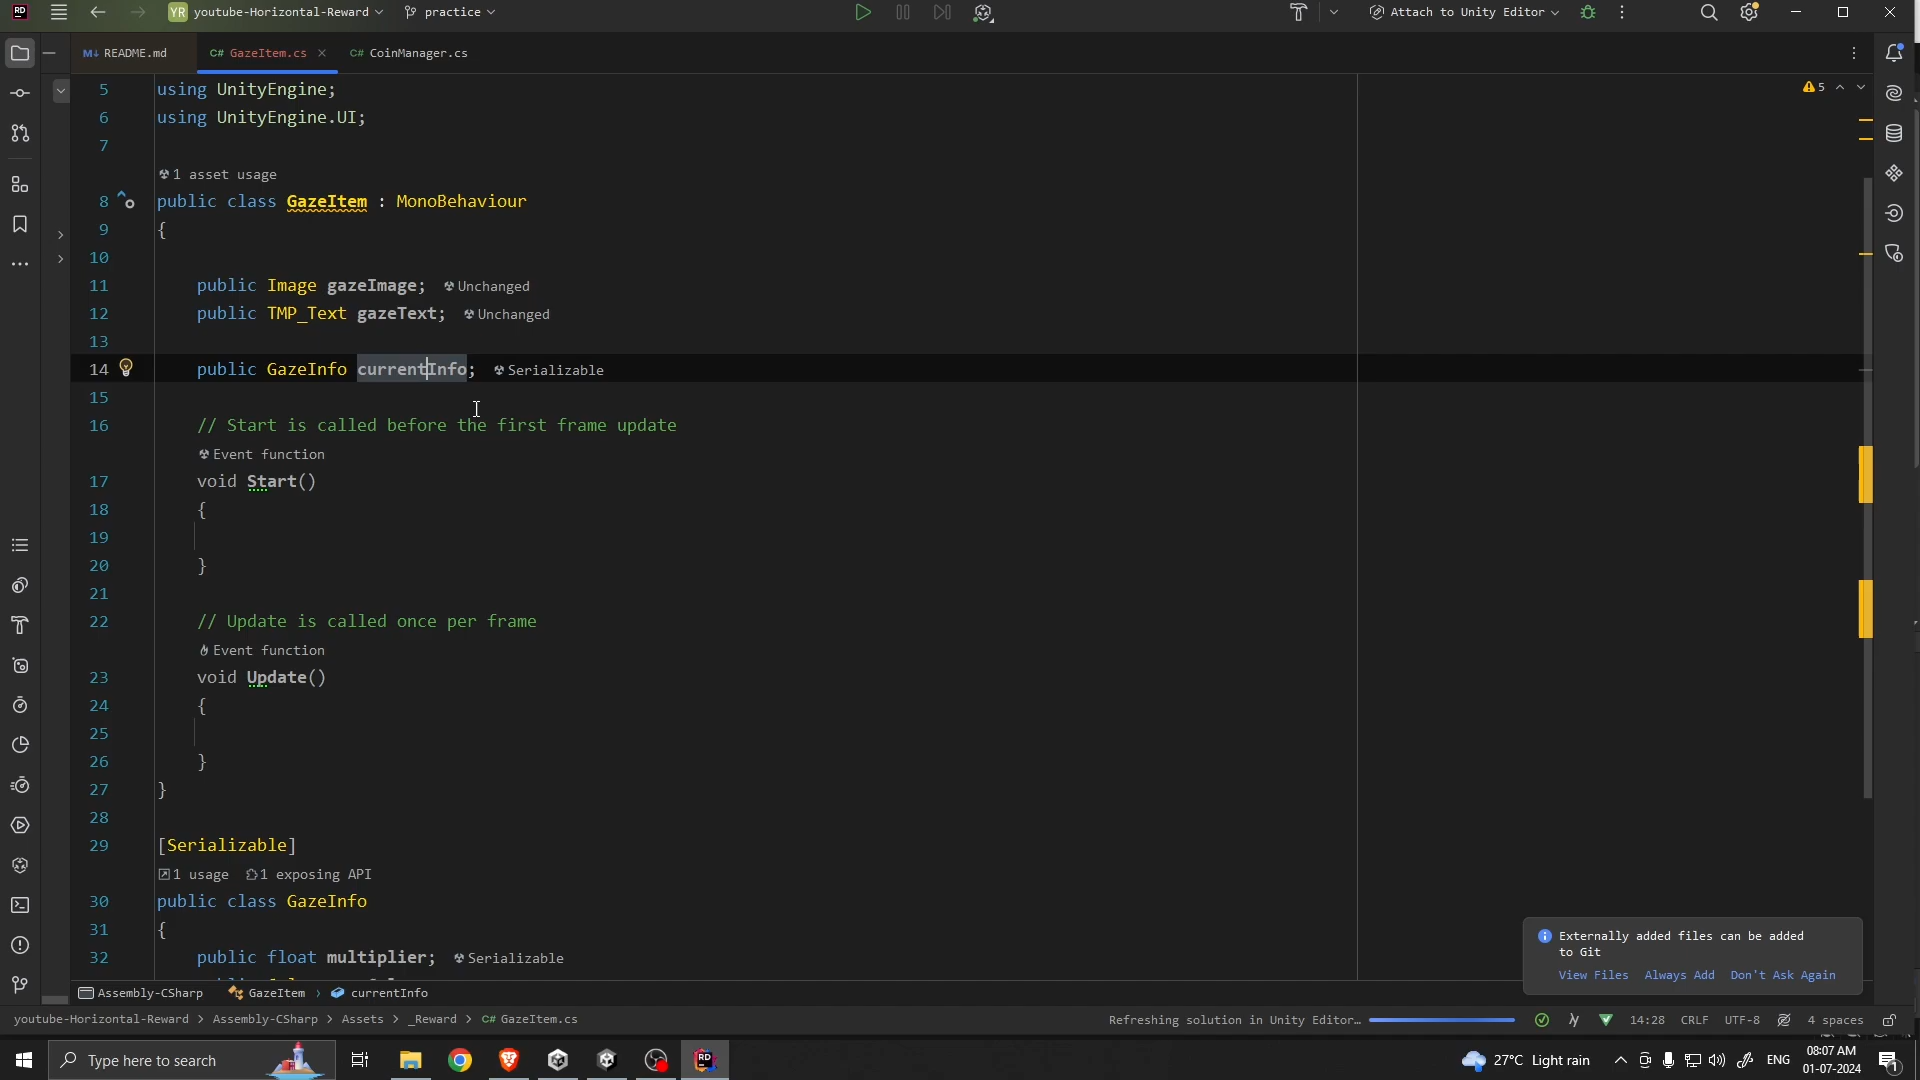 RD YR youtube-Horizontal-Reward practice Attach to Unity Editor
M↓ README.md C# GazeItem.cs C# CoinManager.cs
5 using UnityEngine; 5
6 using UnityEngine.UI;
7
1 asset usage
8 public class GazeItem : MonoBehaviour
9 {
10
11 public Image gazeImage; Unchanged
12 public TMP_Text gazeText; Unchanged
13
14 public GazeInfo currentInfo; Serializable
15
16 // Start is called before the first frame update
Event function
17 void Start()
18 {
19
20 }
21
22 // Update is called once per frame
Event function
23 void Update()
24 {
25
26 }
27 }
28
29 [Serializable]
1 usage 1 exposing API
30 public class GazeInfo
31 {
32 public float multiplier; Serializable
Externally added files can be added
to Git
View Files Always Add Don't Ask Again
Assembly-CSharp GazeItem › currentInfo
youtube-Horizontal-Reward › Assembly-CSharp › Assets › _Reward › C# GazeItem.cs Refreshing solution in Unity Editor... 14:28 CRLF UTF-8 4 spaces
Type here to search RD 27°C Light rain ENG 08:07 AM
01-07-2024 1